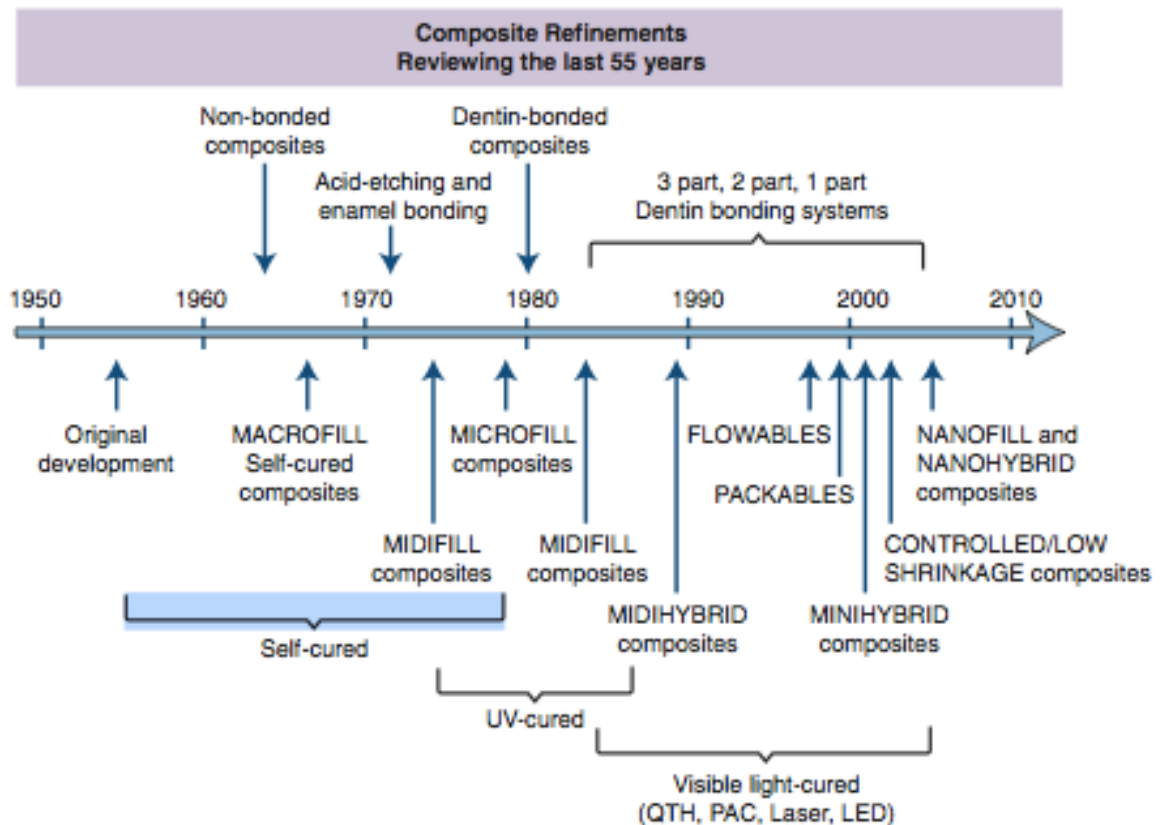 Composite Refinements
Reviewing the last 55 years
Non-bonded
composites
Dentin-bonded
composites
Acid-etching and
enamel bonding
3 part, 2 part, 1 part
Dentin bonding systems
1950 1960 1970 1980 1990 2000 2010
Original
development
MACROFILL
Self-cured
composites
MICROFILL
composites
FLOWABLES
NANOFILL and
NANOHYBRID
composites
PACKABLES
MIDIFILL
composites
MIDIFILL
composites
CONTROLLED/LOW
SHRINKAGE composites
MIDIHYBRID
composites
MINIHYBRID
composites
Self-cured
UV-cured
Visible light-cured
(QTH, PAC, Laser, LED)